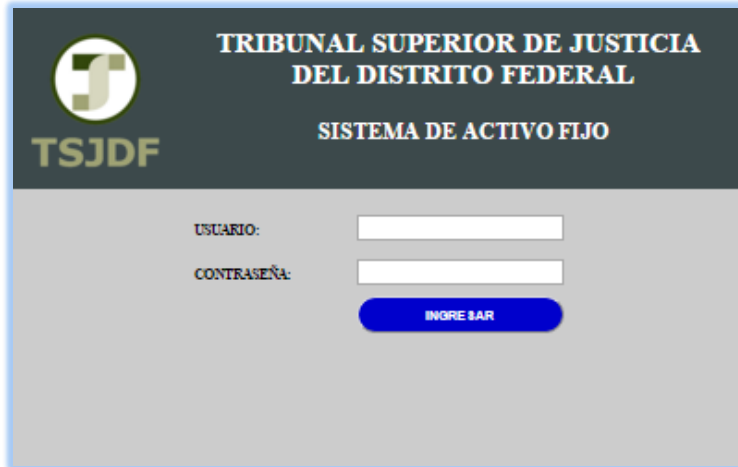 TRIBUNAL SUPERIOR DE JUSTICIA
DEL DISTRITO FEDERAL
SISTEMA DE ACTIVO FIJO
TSJDF
USUARIO:
CONTRASEÑA:
INGRESAR